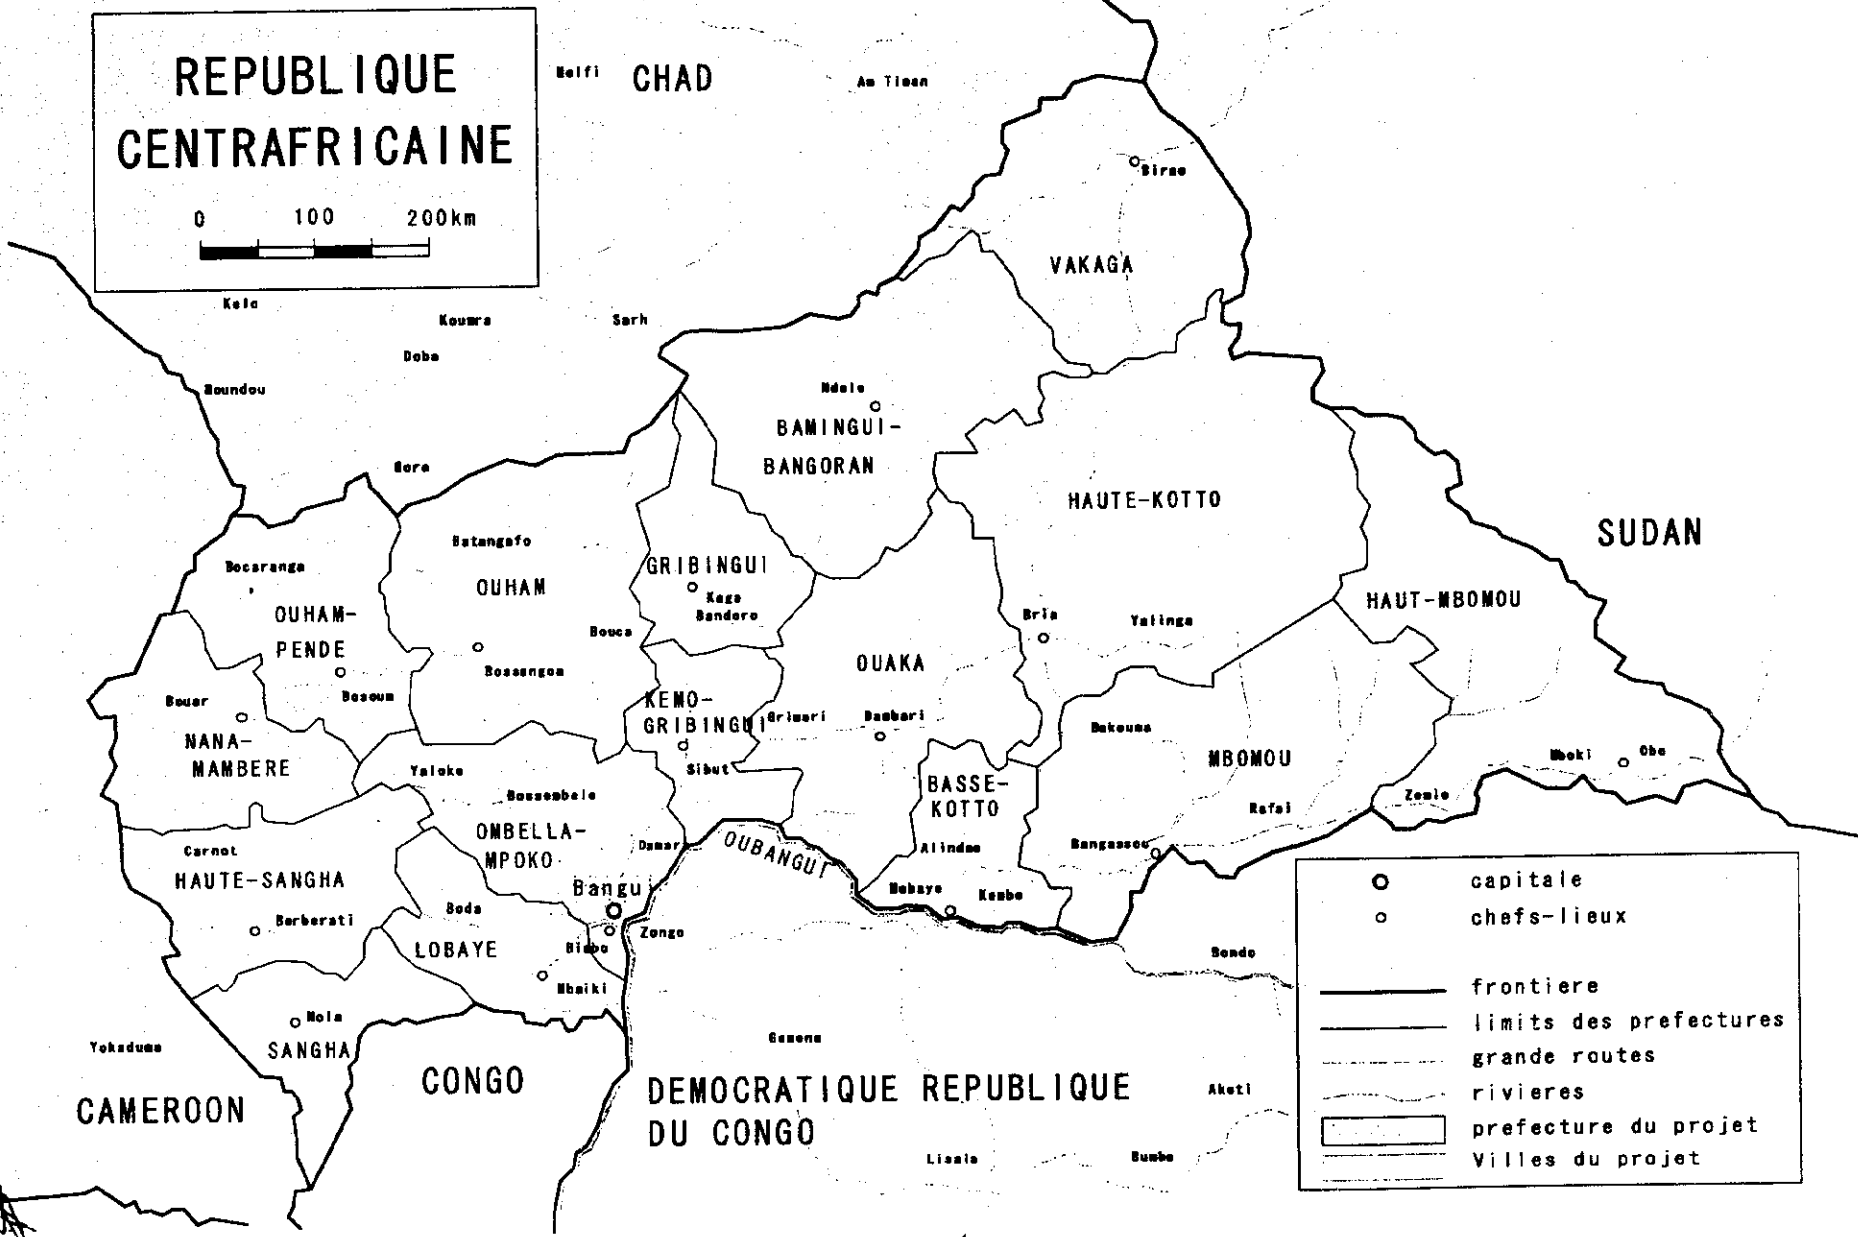 REPUBLIQUE
CENTRAFRICAINE
0 100 200km
Melfi
CHAD
Am Timan
Birao
VAKAGA
Kelo
Koumra
Sarh
Doba
Moundou
Ndele
BAMINGUI-
BANGORAN
Gore
HAUTE-KOTTO
SUDAN
Batangafo
Bocaranga
OUHAM
GRIBINGUI
Kaga
Bandoro
OUHAM-
PENDE
Bouca
Bria
Yalinga
HAUT-MBOMOU
Bossangoa
OUAKA
Bouar
Bosoum
KEMO-
GRIBINGUI
Grimari
Bambari
Bakouma
NANA-
MAMBERE
Yaloke
Sibut
MBOMOU
Mboki
Obo
BASSE-
KOTTO
Bossembele
Rafai
Zemio
OMBELLA-
MPOKO
Damar
OUBANGUI
Alindao
Bangassou
Carnot
HAUTE-SANGHA
Bangui
Mobaye
Kembe
Berberati
Boda
LOBAYE
Bimbo
Zongo
Mbaiki
Bondo
Nola
SANGHA
Yokaduma
CAMEROON
CONGO
Gemena
DEMOCRATIQUE REPUBLIQUE
DU CONGO
Aketi
Lisala
Bumba
capitale
chefs-lieux
frontiere
limits des prefectures
grande routes
rivieres
prefecture du projet
Villes du projet